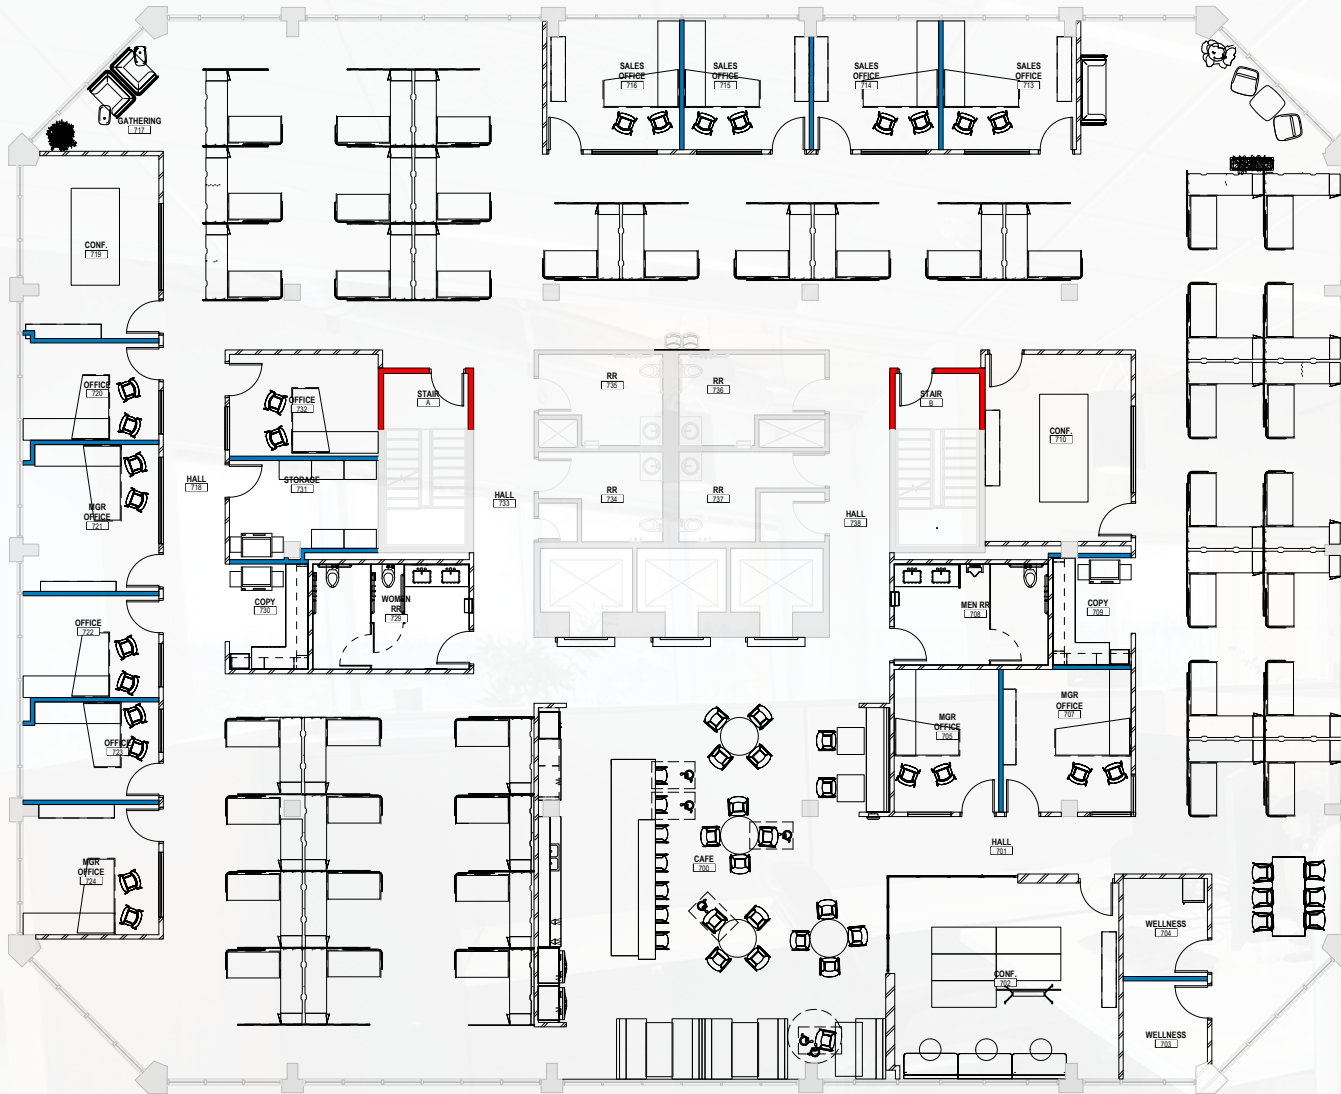 SALES
OFFICE
716
SALES
OFFICE
715
SALES
OFFICE
714
SALES
OFFICE
713
GATHERING
717
CONF.
719
OFFICE
720
OFFICE
732
STAIR
A
RR
735
RR
736
STAIR
B
CONF.
710
HALL
718
STORAGE
731
HALL
733
RR
734
RR
737
HALL
738
MGR
OFFICE
721
COPY
730
WOMEN
RR
729
MEN RR
708
COPY
709
OFFICE
722
OFFICE
723
MGR
OFFICE
705
MGR
OFFICE
707
HALL
701
CAFE
700
MGR
OFFICE
724
WELLNESS
704
CONF.
702
WELLNESS
703